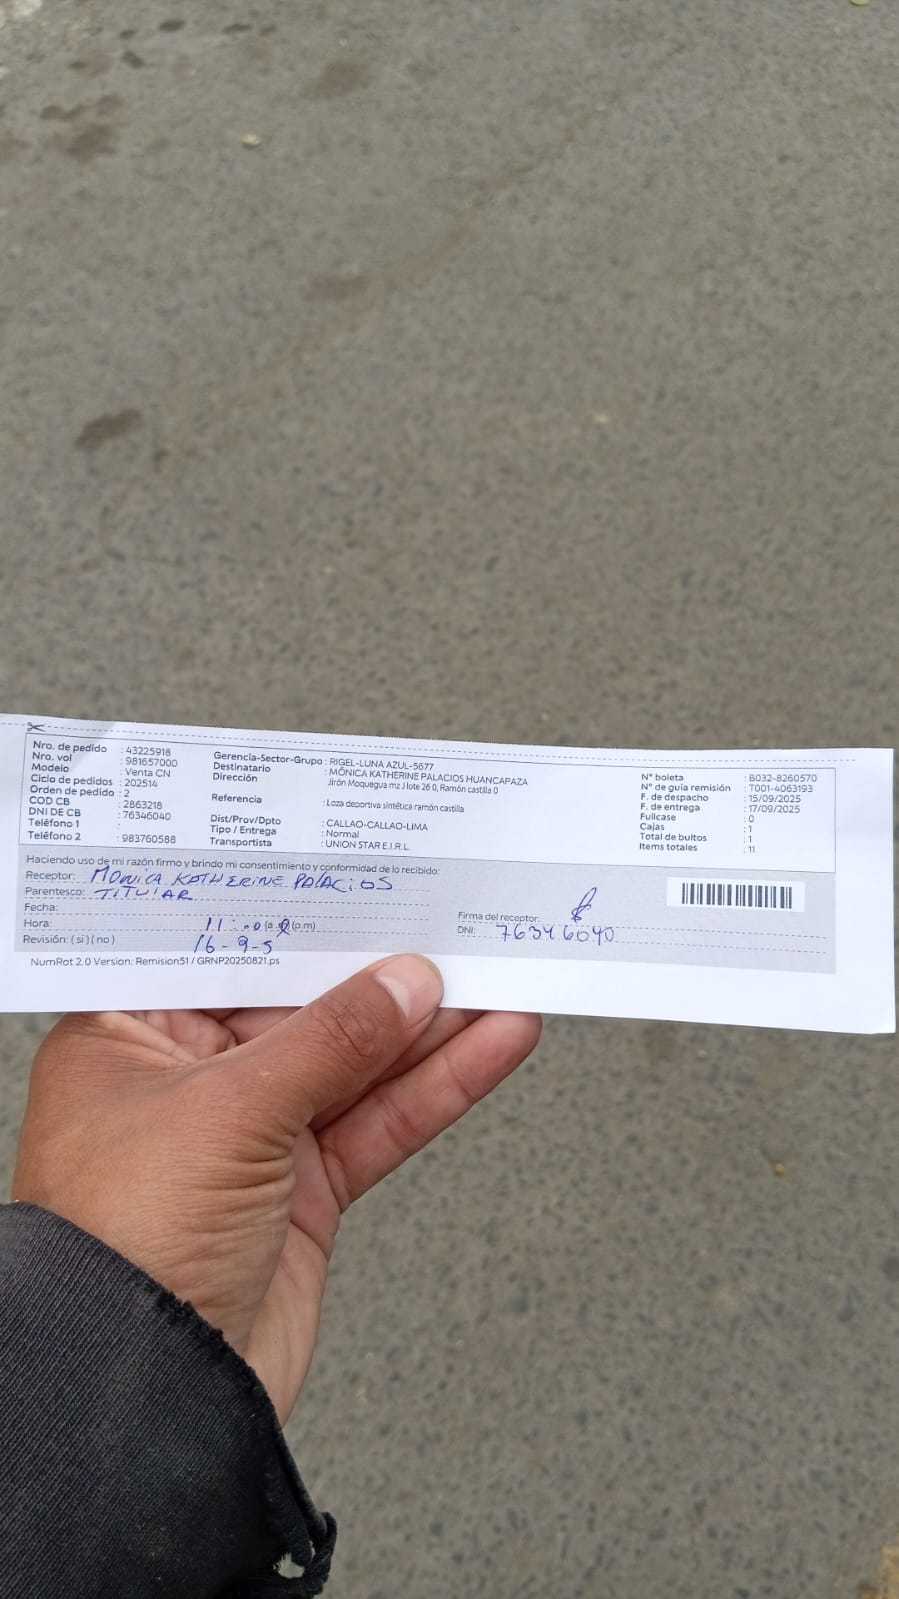 Nro. de pedido : 43225918
Nro. vol : 981657000
Modelo : Venta CN
Ciclo de pedidos : 202514
Orden de pedido : 2
COD CB : 2863218
DNI DE CB : 76346040
Teléfono 1 :
Teléfono 2 : 983760588
Gerencia-Sector-Grupo : RIGEL-LUNA AZUL-5677
Destinatario : MÓNICA KATHERINE PALACIOS HUANCAPAZA
Dirección Jirón Moquegua mz J lote 26 0, Ramón castilla 0
Referencia : Loza deportiva sintética ramón castilla
Dist/Prov/Dpto : CALLAO-CALLAO-LIMA
Tipo / Entrega : Normal
Transportista : UNION STAR E.I.R.L.
N° boleta : B032-8260570
N° de guía remisión : T001-4063193
F. de despacho : 15/09/2025
F. de entrega : 17/09/2025
Fullcase : 0
Cajas : 1
Total de bultos : 1
Items totales : 11
Haciendo uso de mi razón firmo y brindo mi consentimiento y conformidad de lo recibido:
Receptor: MONICA KATHERINE PALACIOS
Parentesco: TITULAR
Fecha:
Hora: 11:00 (a.m) (p.m)
Revisión: ( si ) ( no ) 16-9-5
Firma del receptor:
DNI: 76346040
NumRot 2.0 Version: Remision51 / GRNP20250821.ps